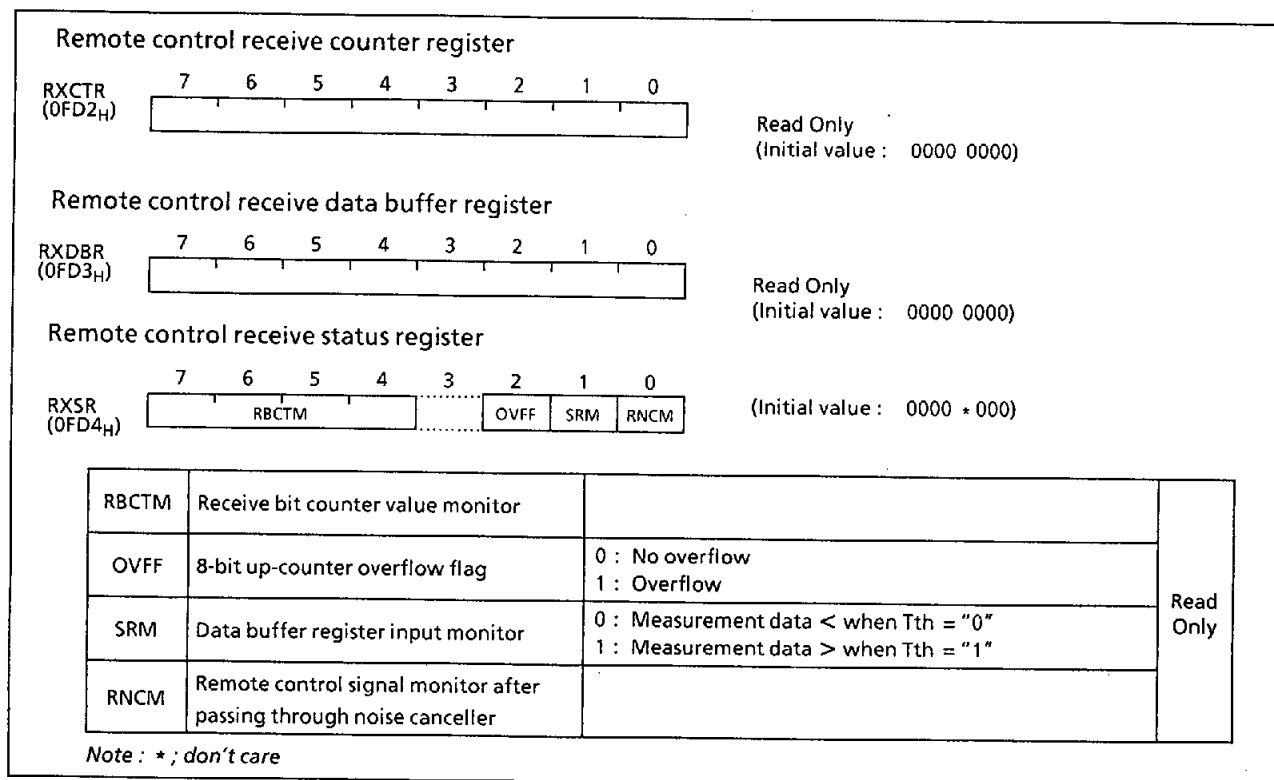 Remote control receive counter register
7 6 5 4 3 2 1 0
RXCTR
(0FD2H)
Read Only
(Initial value : 0000 0000)
Remote control receive data buffer register
7 6 5 4 3 2 1 0
RXDBR
(0FD3H)
Read Only
(Initial value : 0000 0000)
Remote control receive status register
7 6 5 4 3 2 1 0
RXSR
(0FD4H)
RBCTM OVFF SRM RNCM
(Initial value : 0000 *000)
RBCTM Receive bit counter value monitor
OVFF 8-bit up-counter overflow flag
0 : No overflow
1 : Overflow
SRM Data buffer register input monitor
0 : Measurement data < when Tth = "0"
1 : Measurement data > when Tth = "1"
RNCM Remote control signal monitor after
passing through noise canceller
Read
Only
Note : * ; don't care